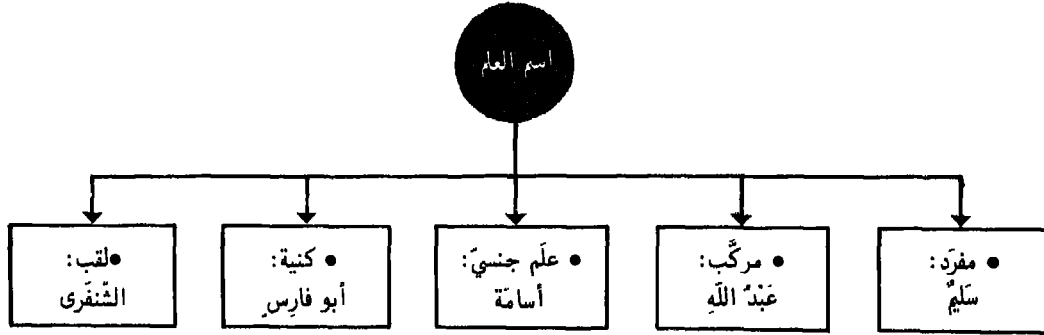 اسم العلم
• مفرَد:
سَليمٌ
• مركَّب:
عَبْدُ اللَّهِ
• علَم جنسيّ:
أسامَة
• كنية:
أبو فارِسٍ
•لقب:
الشَّنفَرى